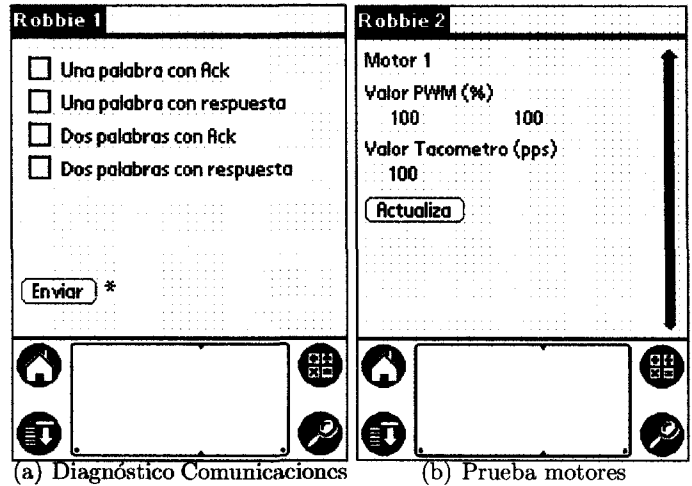 Robbie 1
Una palabra con Ack
Una palabra con respuesta
Dos palabras con Ack
Dos palabras con respuesta
Enviar *
(a) Diagnóstico Comunicacioncs
Robbie 2
Motor 1
Valor PWM (%)
100 100
Valor Tacometro (pps)
100
Actualiza
(b) Prueba motores